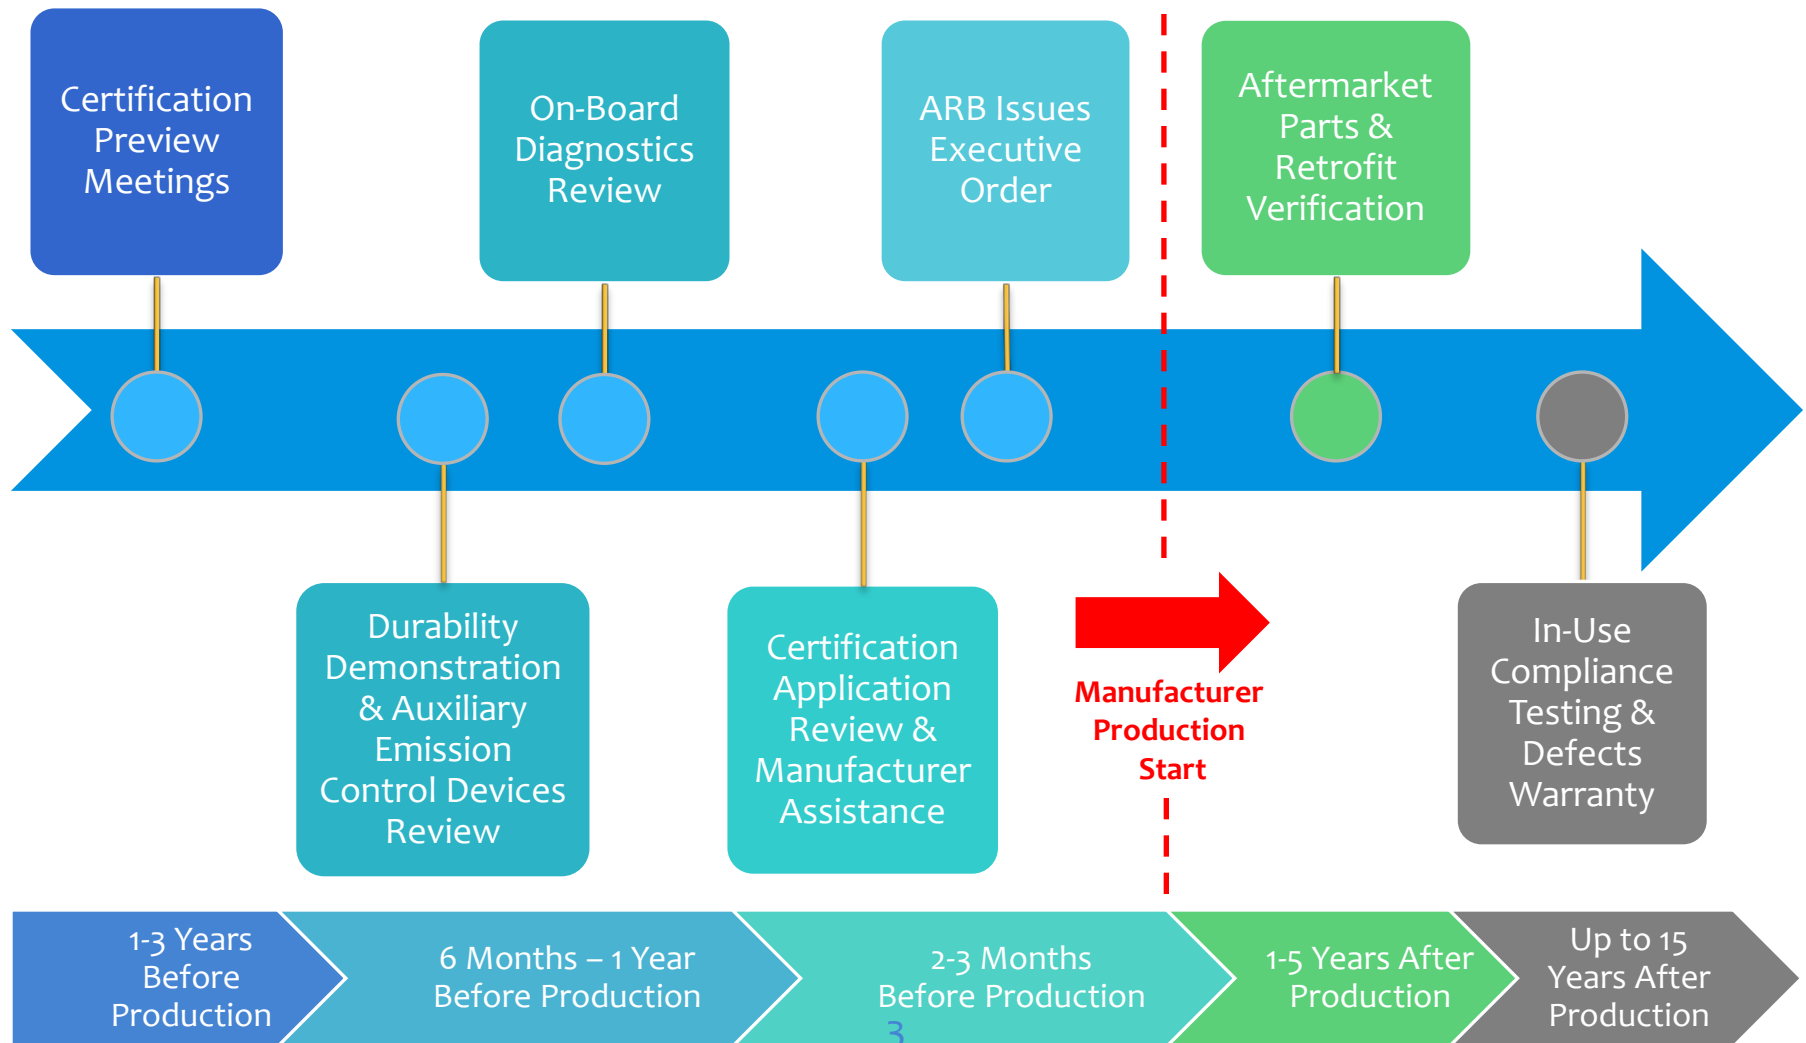 Certification
Preview
Meetings
On-Board
Diagnostics
Review
ARB Issues
Executive
Order
Aftermarket
Parts &
Retrofit
Verification
Durability
Demonstration
& Auxiliary
Emission
Control Devices
Review
Certification
Application
Review &
Manufacturer
Assistance
Manufacturer
Production
Start
In-Use
Compliance
Testing &
Defects
Warranty
1-3 Years
Before
Production
6 Months – 1 Year
Before Production
2-3 Months
Before Production
1-5 Years After
Production
Up to 15
Years After
Production
3